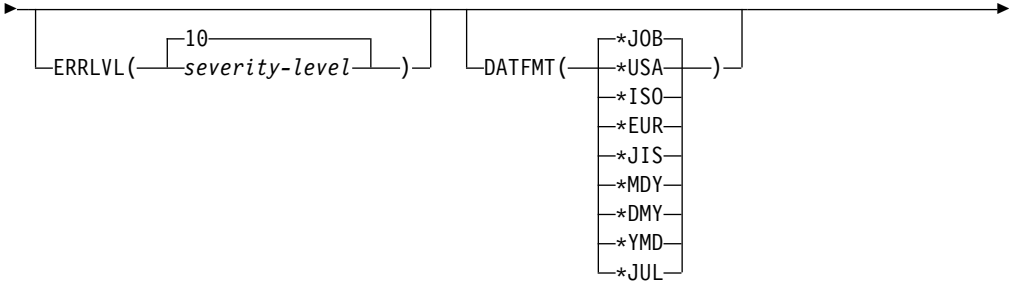 10 *JOB
ERRLVL( severity-level ) DATFMT( *USA )
*ISO
*EUR
*JIS
*MDY
*DMY
*YMD
*JUL